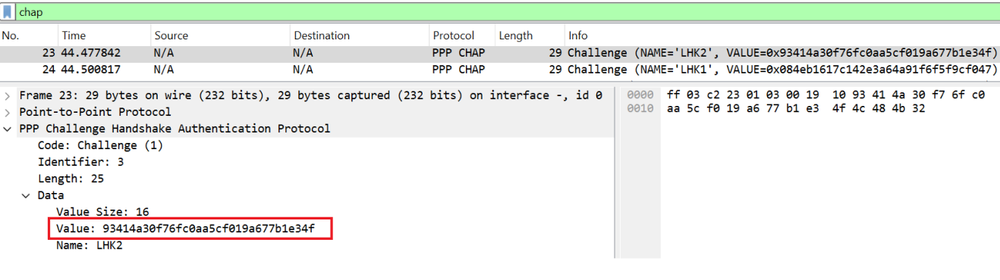 chap
No. Time Source Destination Protocol Length Info
23 44.477842 N/A N/A PPP CHAP 29 Challenge (NAME='LHK2', VALUE=0x93414a30f76fc0aa5cf019a677b1e34f)
24 44.500817 N/A N/A PPP CHAP 29 Challenge (NAME='LHK1', VALUE=0x084eb1617c142e3a64a91f6f5f9cf047)
Frame 23: 29 bytes on wire (232 bits), 29 bytes captured (232 bits) on interface -, id 0
Point-to-Point Protocol
PPP Challenge Handshake Authentication Protocol
Code: Challenge (1)
Identifier: 3
Length: 25
Data
Value Size: 16
Value: 93414a30f76fc0aa5cf019a677b1e34f
Name: LHK2
0000 ff 03 c2 23 01 03 00 19 10 93 41 4a 30 f7 6f c0
0010 aa 5c f0 19 a6 77 b1 e3 4f 4c 48 4b 32